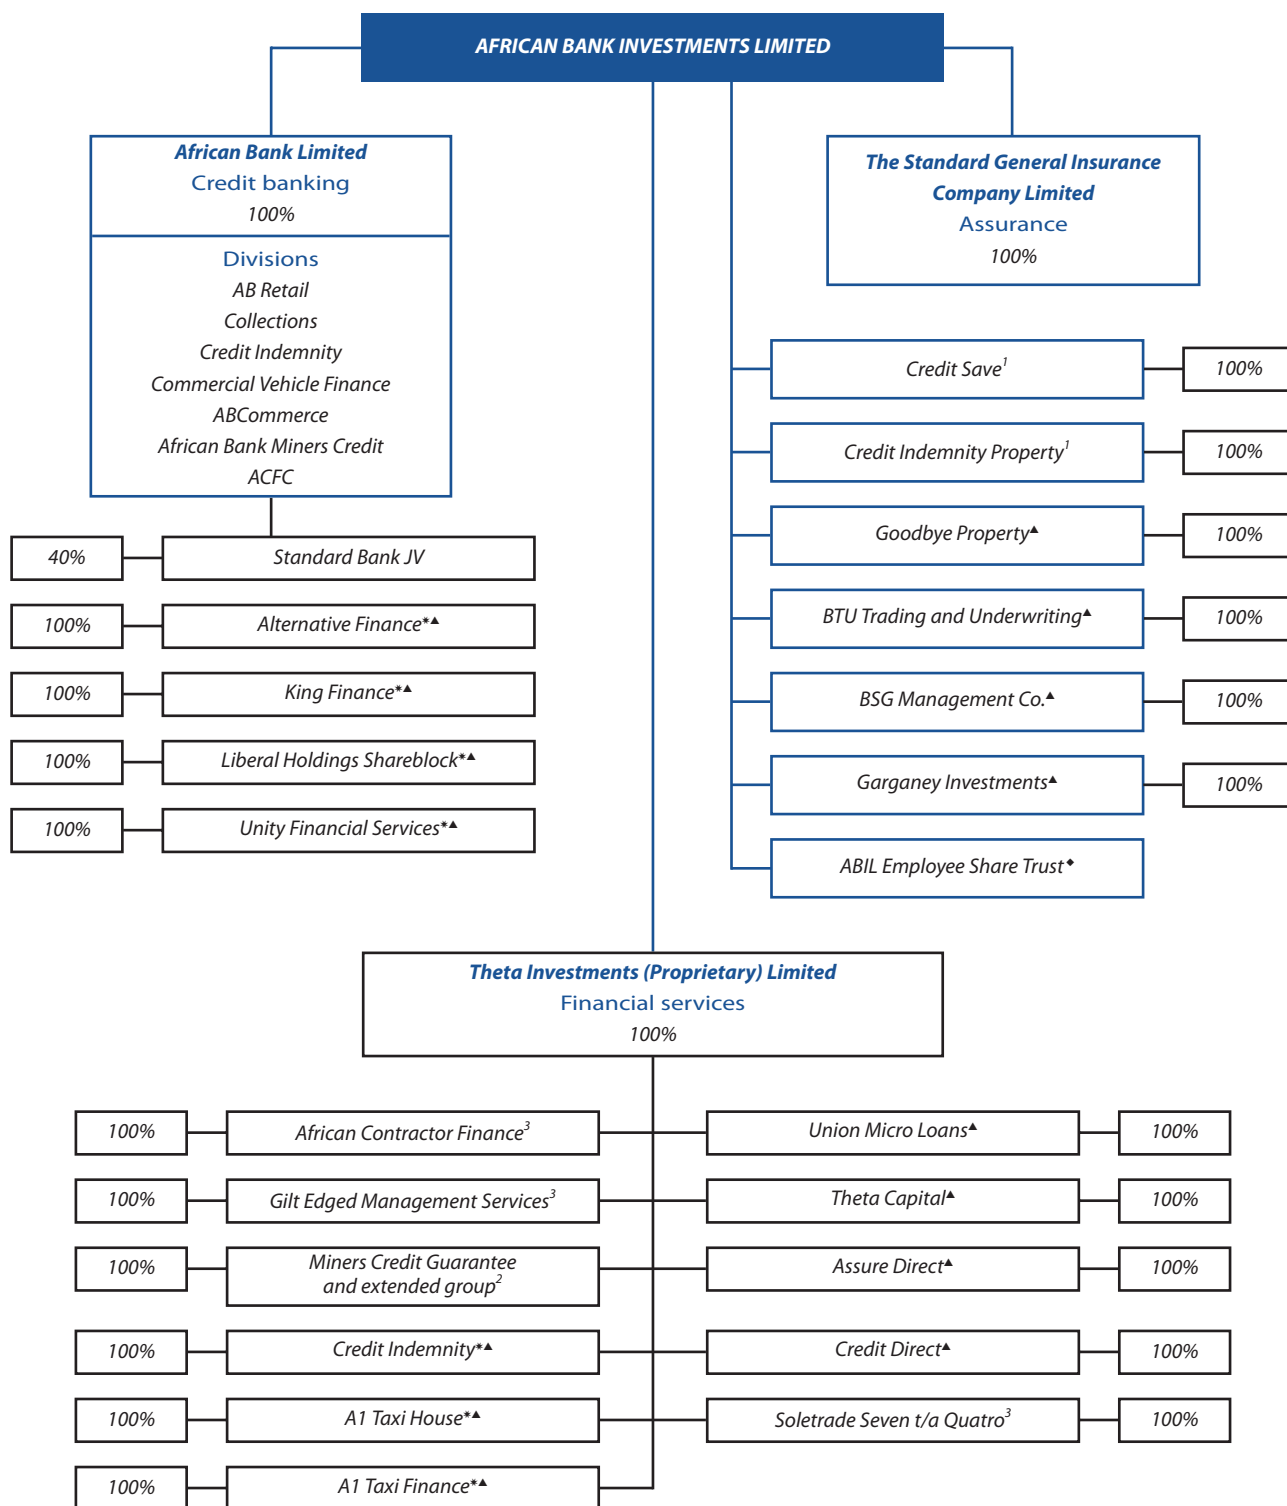 AFRICAN BANK INVESTMENTS LIMITED
African Bank Limited
Credit banking
100%
Divisions
AB Retail
Collections
Credit Indemnity
Commercial Vehicle Finance
ABCommerce
African Bank Miners Credit
ACFC
40% Standard Bank JV
100% Alternative Finance*▲
100% King Finance*▲
100% Liberal Holdings Shareblock*▲
100% Unity Financial Services*▲
The Standard General Insurance
Company Limited
Assurance
100%
Credit Save¹ 100%
Credit Indemnity Property¹ 100%
Goodbye Property▲ 100%
BTU Trading and Underwriting▲ 100%
BSG Management Co.▲ 100%
Garganey Investments▲ 100%
ABIL Employee Share Trust◆
Theta Investments (Proprietary) Limited
Financial services
100%
100% African Contractor Finance³
100% Gilt Edged Management Services³
100% Miners Credit Guarantee
and extended group²
100% Credit Indemnity*▲
100% A1 Taxi House*▲
100% A1 Taxi Finance*▲
Union Micro Loans▲ 100%
Theta Capital▲ 100%
Assure Direct▲ 100%
Credit Direct▲ 100%
Soletrade Seven t/a Quatro³ 100%